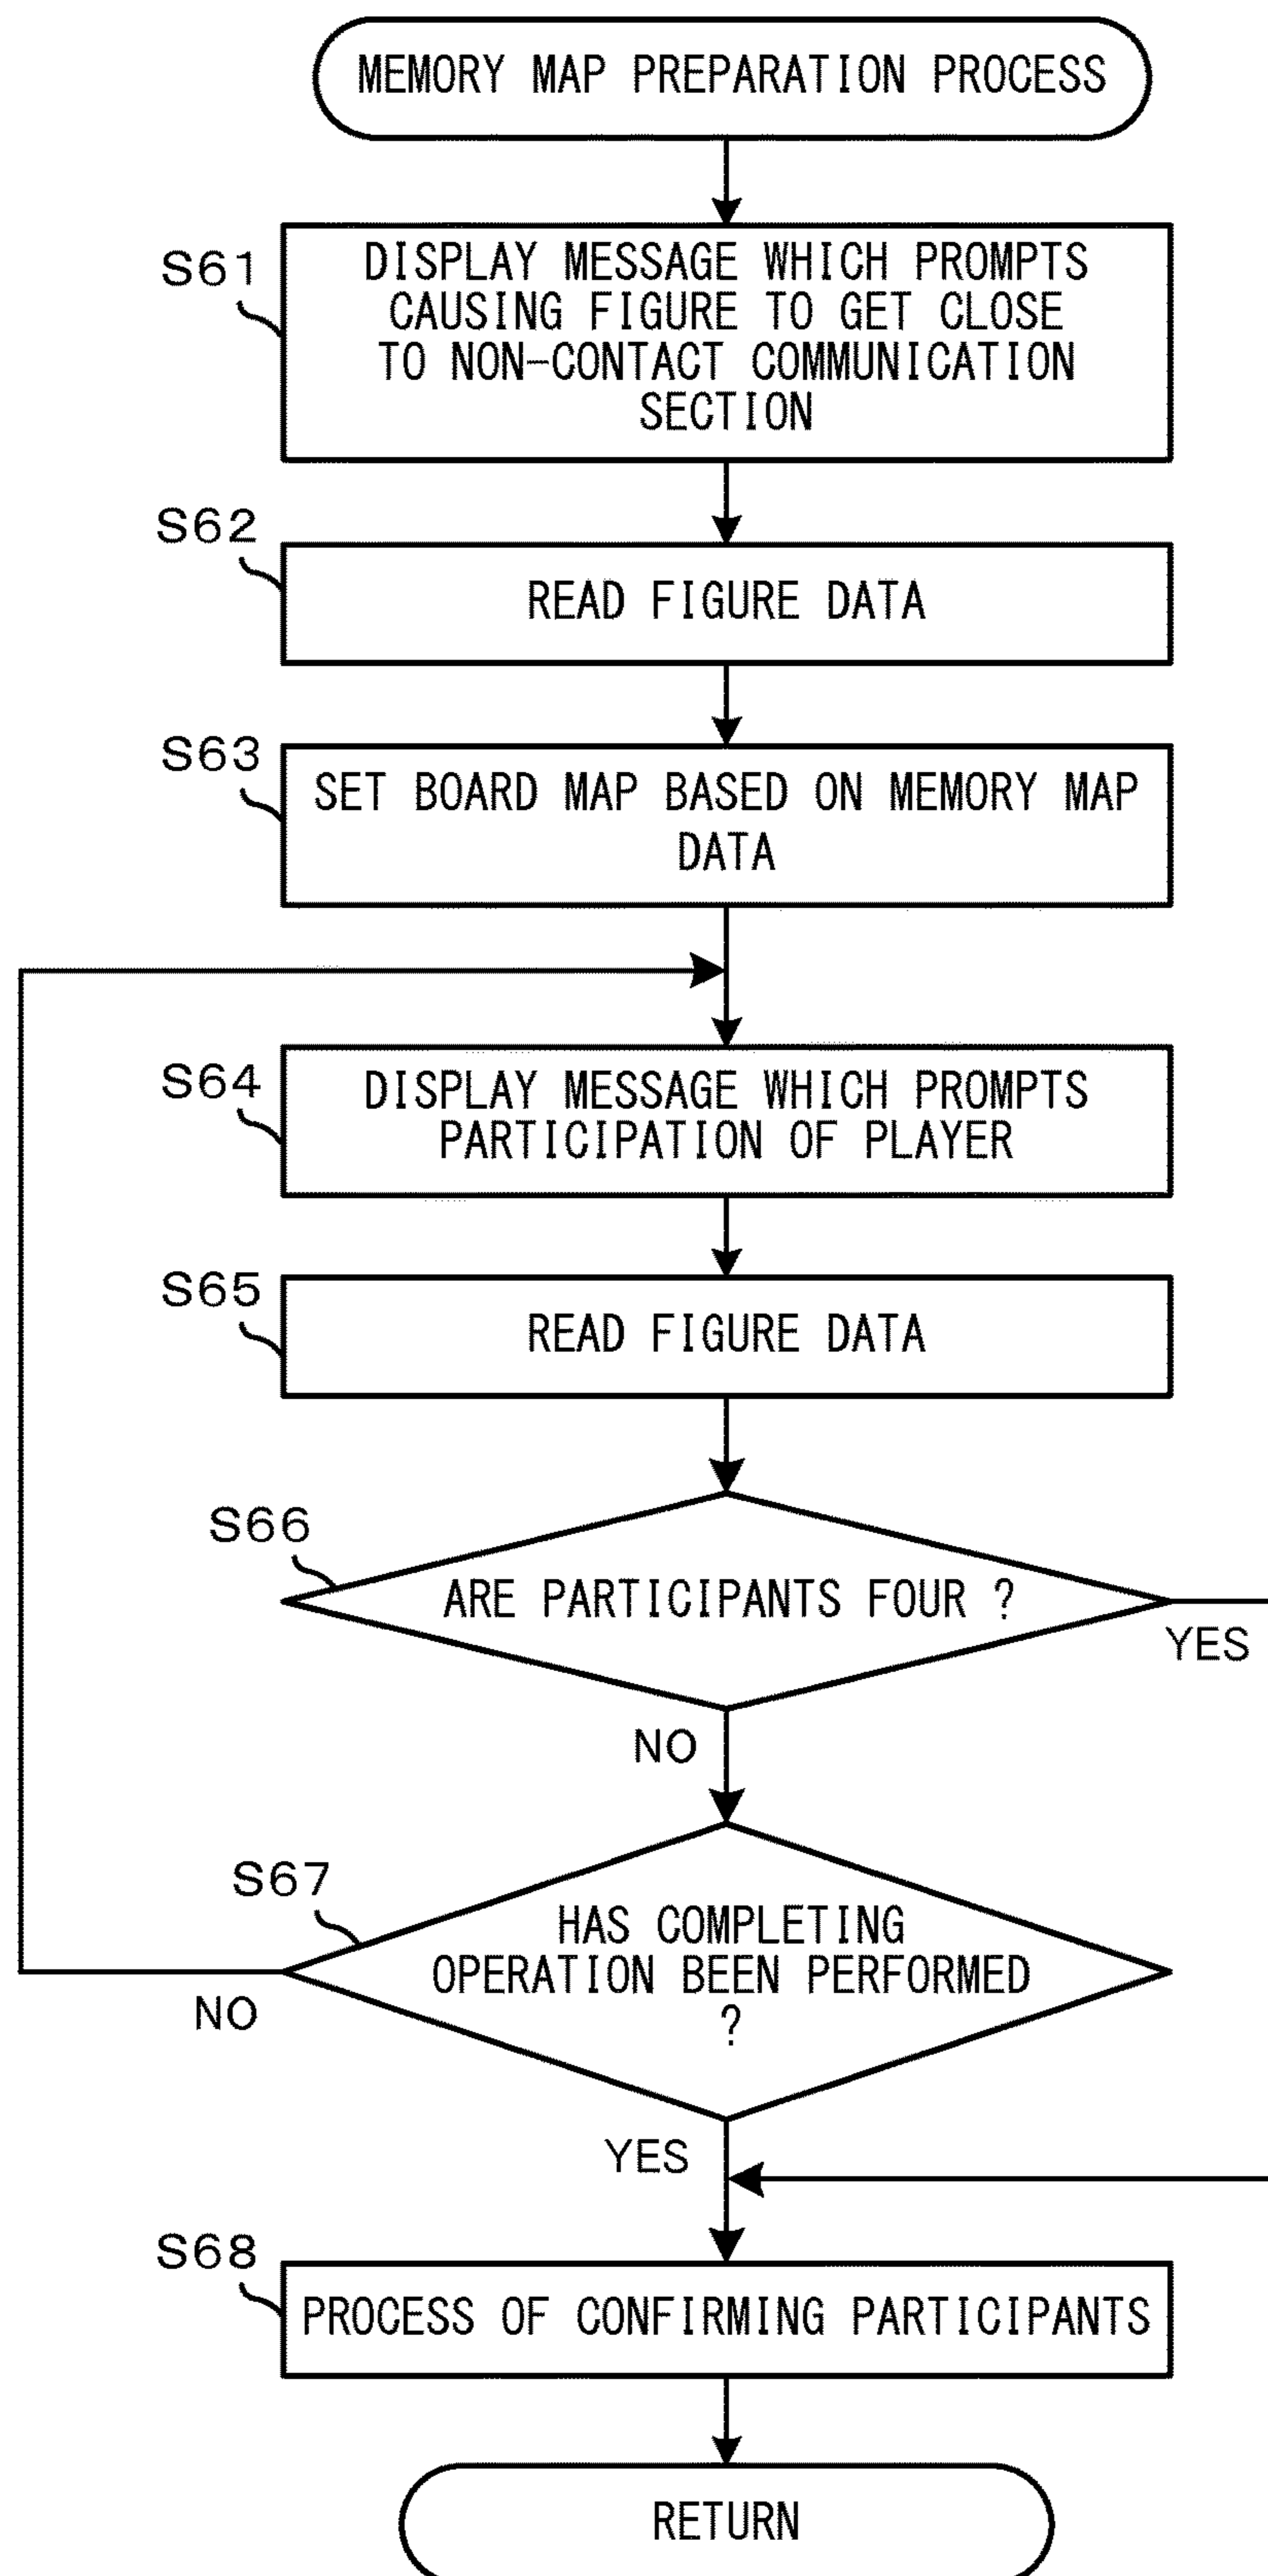 MEMORY MAP PREPARATION PROCESS
S61
DISPLAY MESSAGE WHICH PROMPTS
CAUSING FIGURE TO GET CLOSE
TO NON-CONTACT COMMUNICATION
SECTION
S62
READ FIGURE DATA
S63
SET BOARD MAP BASED ON MEMORY MAP
DATA
S64
DISPLAY MESSAGE WHICH PROMPTS
PARTICIPATION OF PLAYER
S65
READ FIGURE DATA
S66
ARE PARTICIPANTS FOUR ?
YES
NO
S67
HAS COMPLETING
OPERATION BEEN PERFORMED
?
NO
YES
S68
PROCESS OF CONFIRMING PARTICIPANTS
RETURN